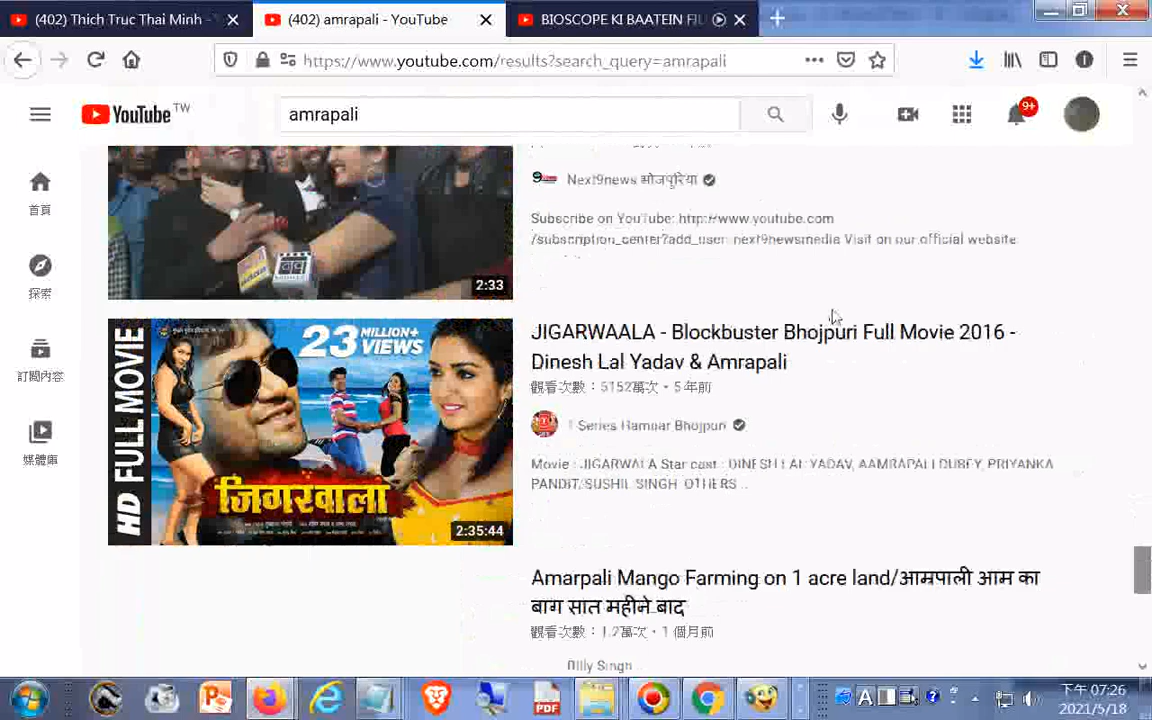 (402) Thich Truc Thai Minh -
(402) amrapali - YouTube
BIOSCOPE KI BAATEIN FIL
https://www.youtube.com/results?search_query=amrapali
YouTube TW
amrapali
9+
首頁
探索
訂閱內容
媒體庫
Next9news भोजपुरिया
Subscribe on YouTube: http://www.youtube.com
/subscription_center?add_user=next9newsmedia Visit on our official website
2:33
HD FULL MOVIE
23 MILLION+
VIEWS
जिगरवाला
2:35:44
JIGARWAALA - Blockbuster Bhojpuri Full Movie 2016 -
Dinesh Lal Yadav & Amrapali
觀看次數：5152萬次・5 年前
Series Hamaar Bhojpuri
Movie : JIGARWALA Star cast : DINESH LAL YADAV, AAMRAPALI DUBEY, PRIYANKA
PANDIT, SUSHIL SINGH OTHERS ...
Amarpali Mango Farming on 1 acre land/आम्रपाली आम का
बाग सात महीने बाद
觀看次數：1.2萬次・1 個月前
Billy Singh
PDF
下午 07:26
2021/5/18